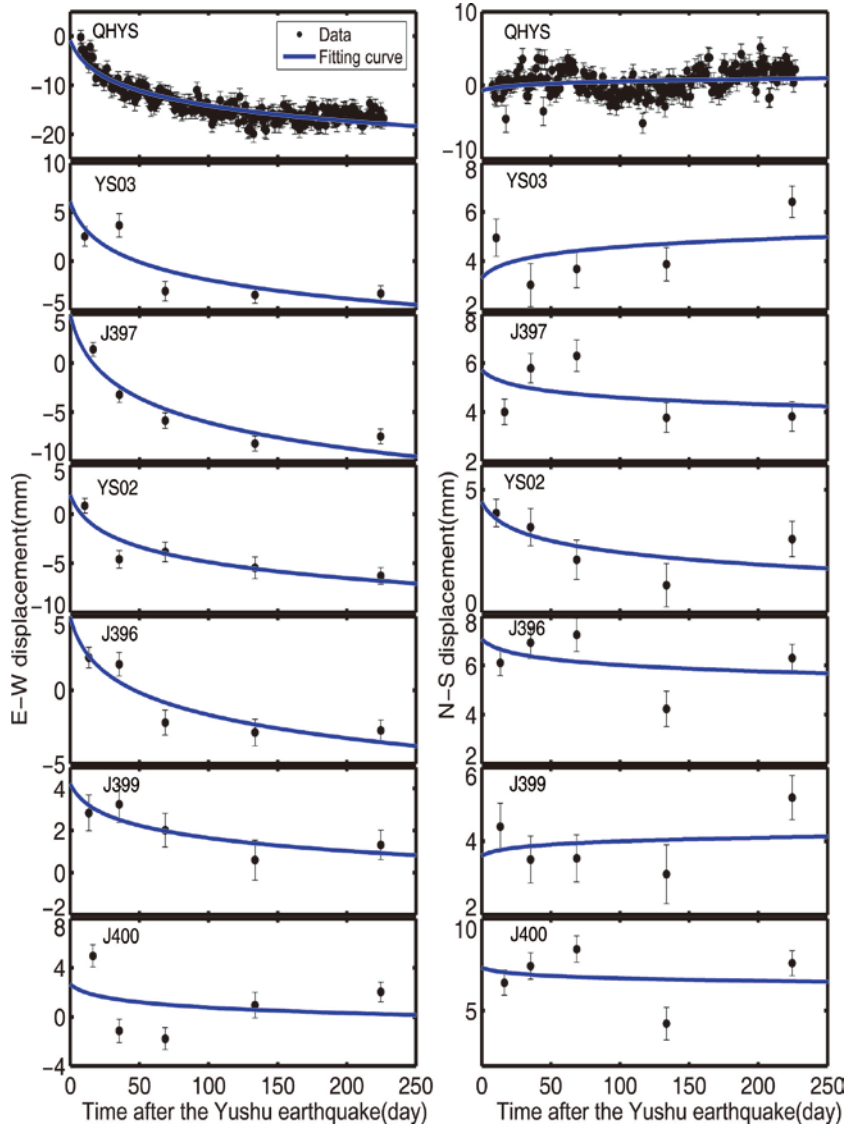 QHYS
Data
Fitting curve
0
−10
−20
QHYS
10
0
−10
YS03
10
5
0
−5
YS03
8
6
4
2
J397
5
0
−5
−10
J397
8
6
4
2
YS02
5
0
−5
−10
YS02
2
5
0
J396
5
0
−5
J396
8
6
4
2
J399
4
2
0
−2
J399
6
4
2
J400
8
4
0
−4
J400
10
5
E−W displacement(mm)
N−S displacement(mm)
0 50 100 150 200 250
0 50 100 150 200 250
Time after the Yushu earthquake(day)
Time after the Yushu earthquake(day)